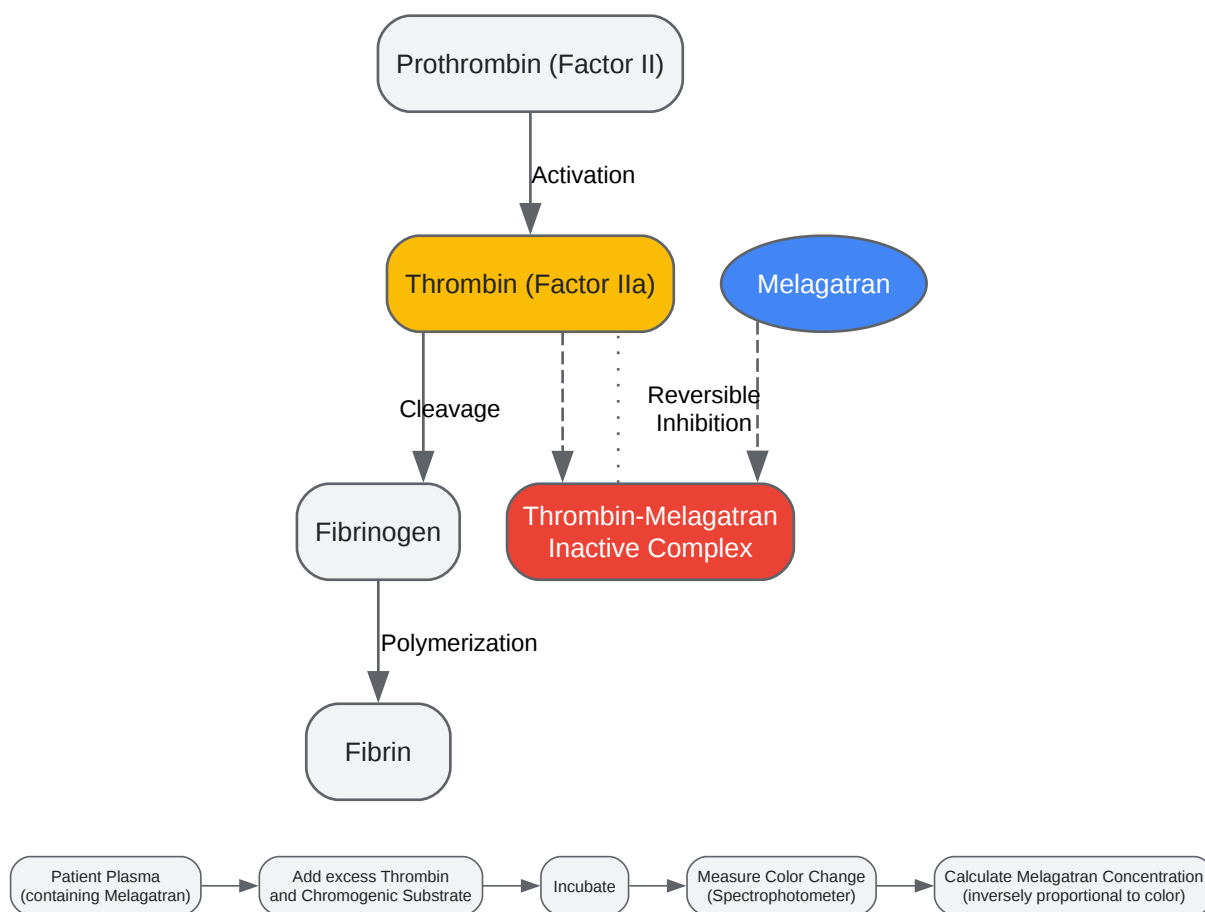 Prothrombin (Factor II)
Activation
Thrombin (Factor IIa)
Melagatran
Cleavage
Reversible
Inhibition
Fibrinogen
Thrombin-Melagatran
Inactive Complex
Polymerization
Fibrin
Patient Plasma
(containing Melagatran)
Add excess Thrombin
and Chromogenic Substrate
Incubate
Measure Color Change
(Spectrophotometer)
Calculate Melagatran Concentration
(inversely proportional to color)